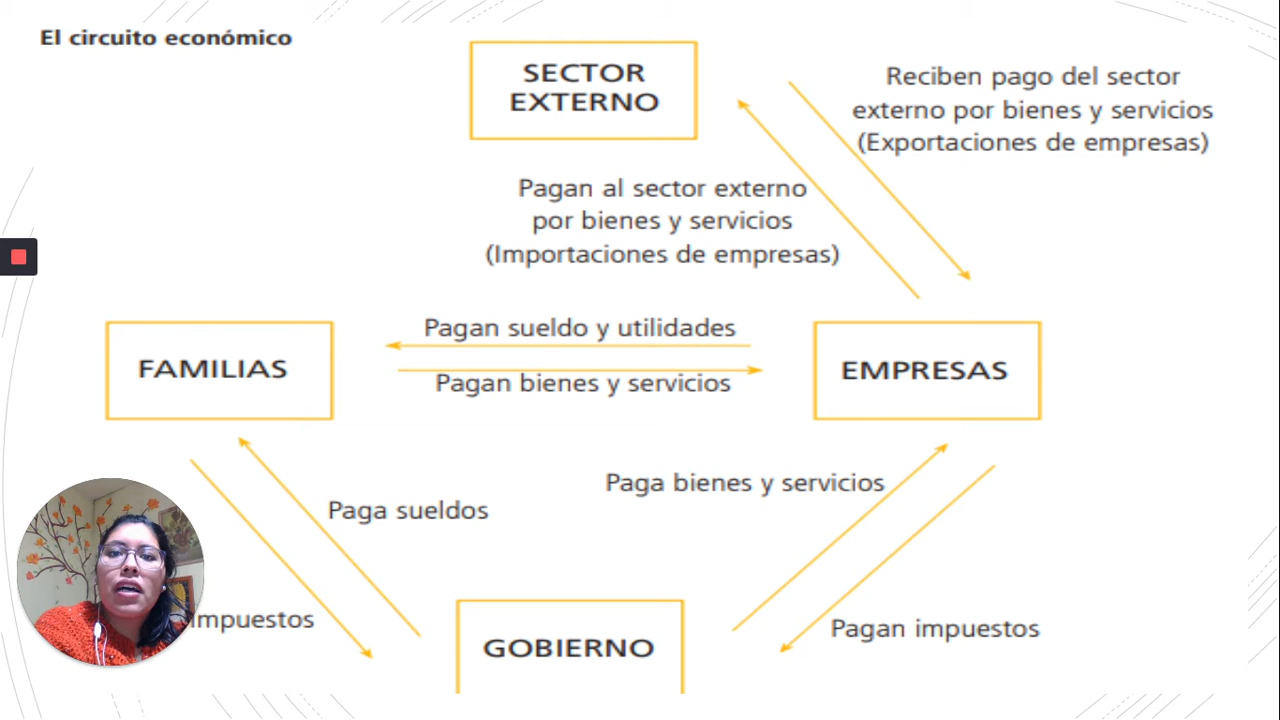 El circuito económico
SECTOR
EXTERNO
Reciben pago del sector
externo por bienes y servicios
(Exportaciones de empresas)
Pagan al sector externo
por bienes y servicios
(Importaciones de empresas)
Pagan sueldo y utilidades
FAMILIAS
EMPRESAS
Pagan bienes y servicios
Paga bienes y servicios
Paga sueldos
impuestos
Pagan impuestos
GOBIERNO